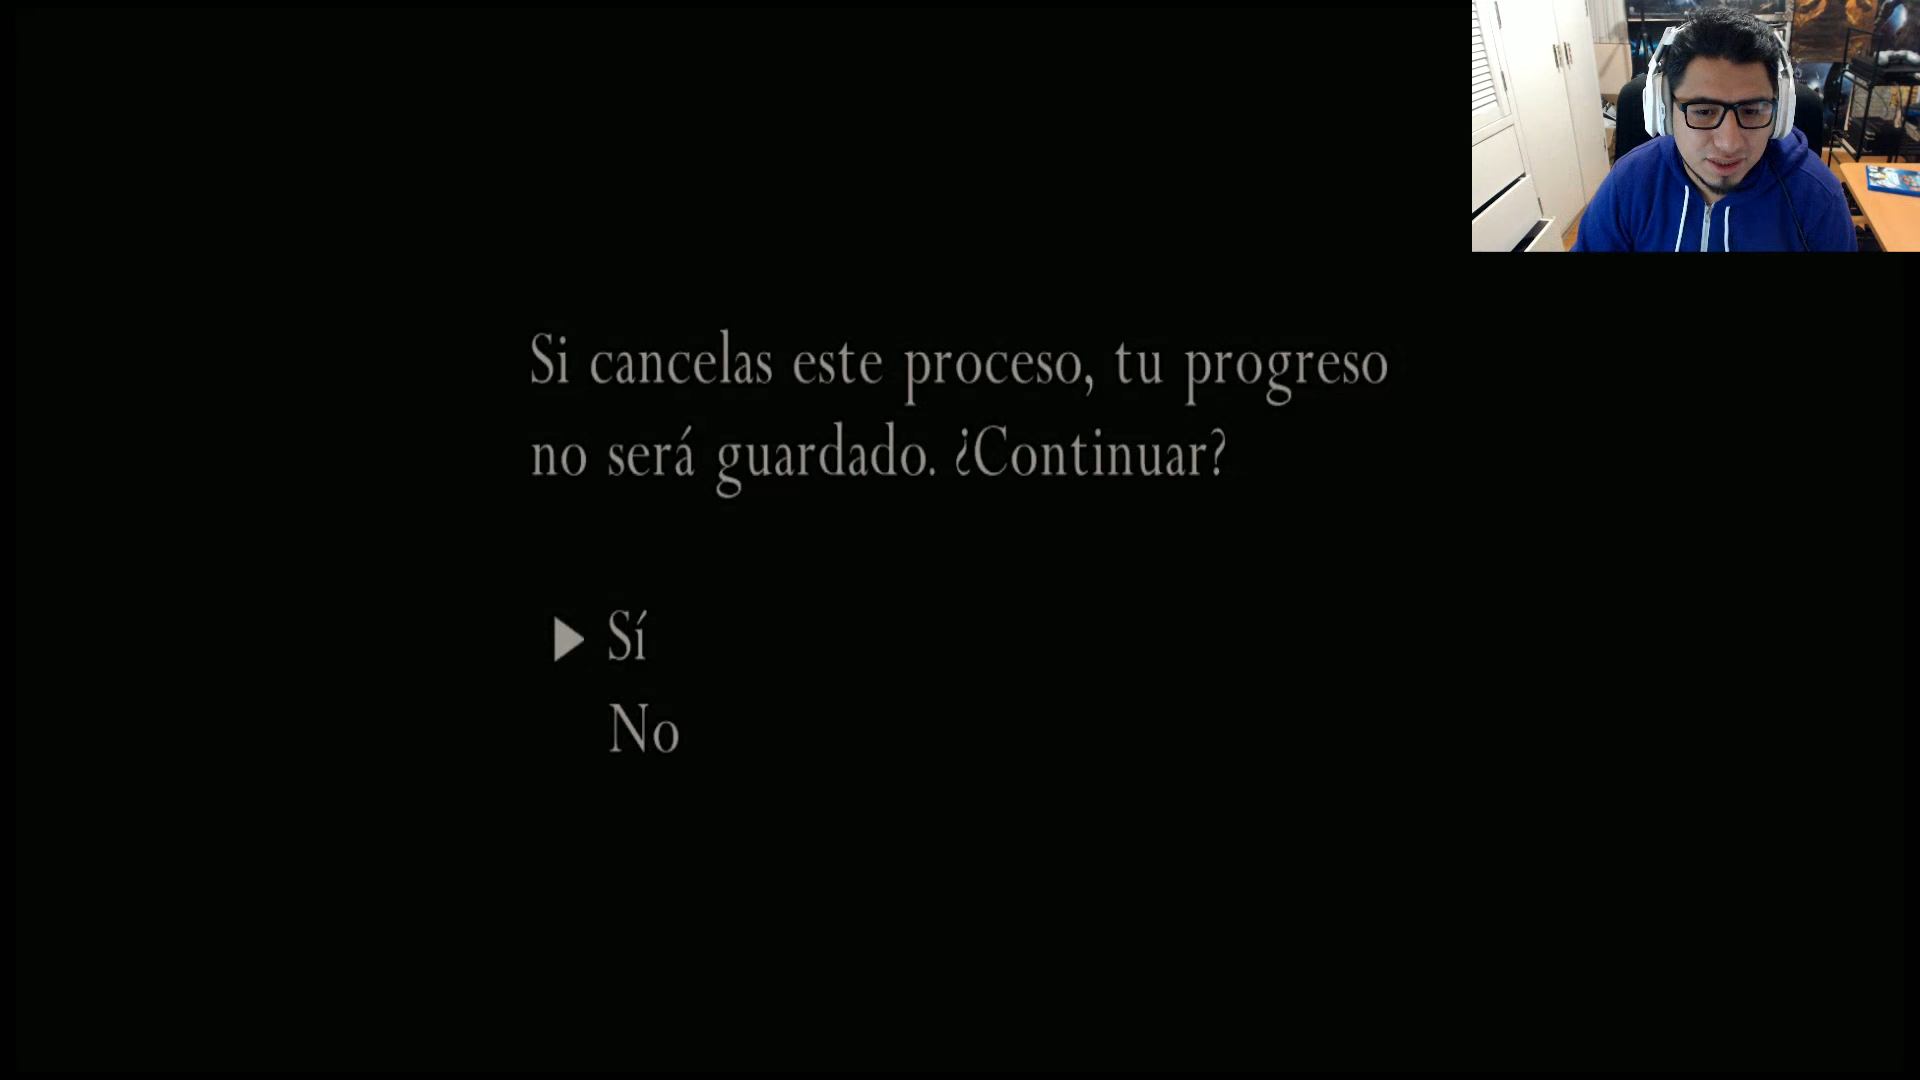 Si cancelas este proceso, tu progreso
no será guardado. ¿Continuar?
Sí
No